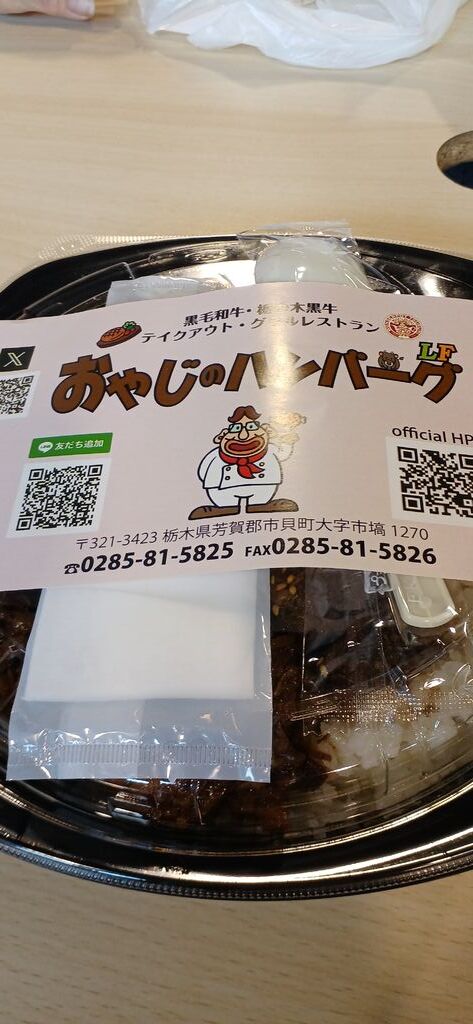 黒毛和牛・栃木黒牛
テイクアウト・グリルレストラン
おやじのハンバーグ
LF
X
LINE 友だち追加
official HP
〒321-3423 栃木県芳賀郡市貝町大字市塙 1270
☎0285-81-5825 FAX0285-81-5826